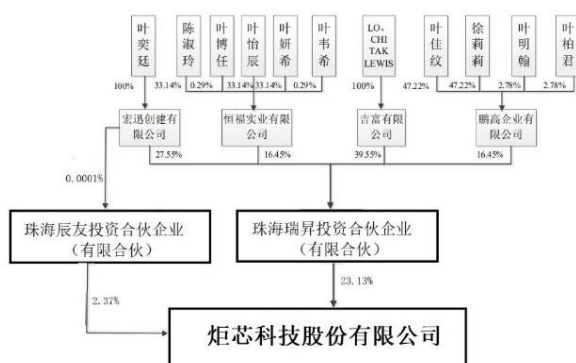 叶奕廷
陈淑玲
叶博任
叶怡辰
叶妍希
叶韦希
LO, CHI TAK LEWIS
叶佳纹
徐莉莉
叶明翰
叶柏君
100%
33.14%
0.29%
33.14%
33.14%
0.29%
100%
47.22%
47.22%
2.78%
2.78%
宏迅创建有
限公司
恒福实业有限
公司
吉富有限公
司
鹏高企业有
限公司
27.55%
16.45%
39.55%
16.45%
0.0001%
珠海辰友投资合伙企业
(有限合伙)
珠海瑞昇投资合伙企业
(有限合伙)
2.37%
23.13%
炬芯科技股份有限公司